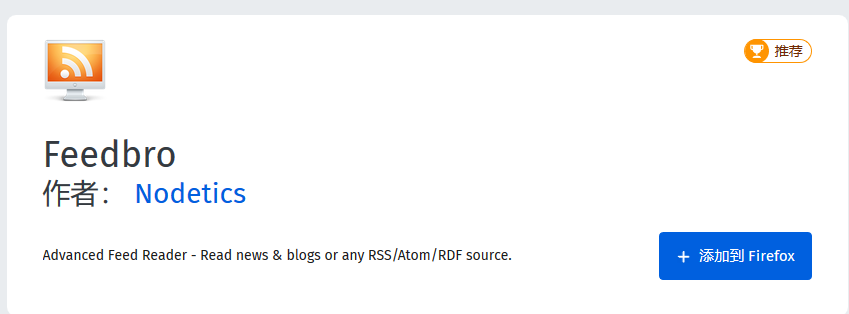 推荐
Feedbro
作者： Nodetics
Advanced Feed Reader - Read news & blogs or any RSS/Atom/RDF source.
+ 添加到 Firefox